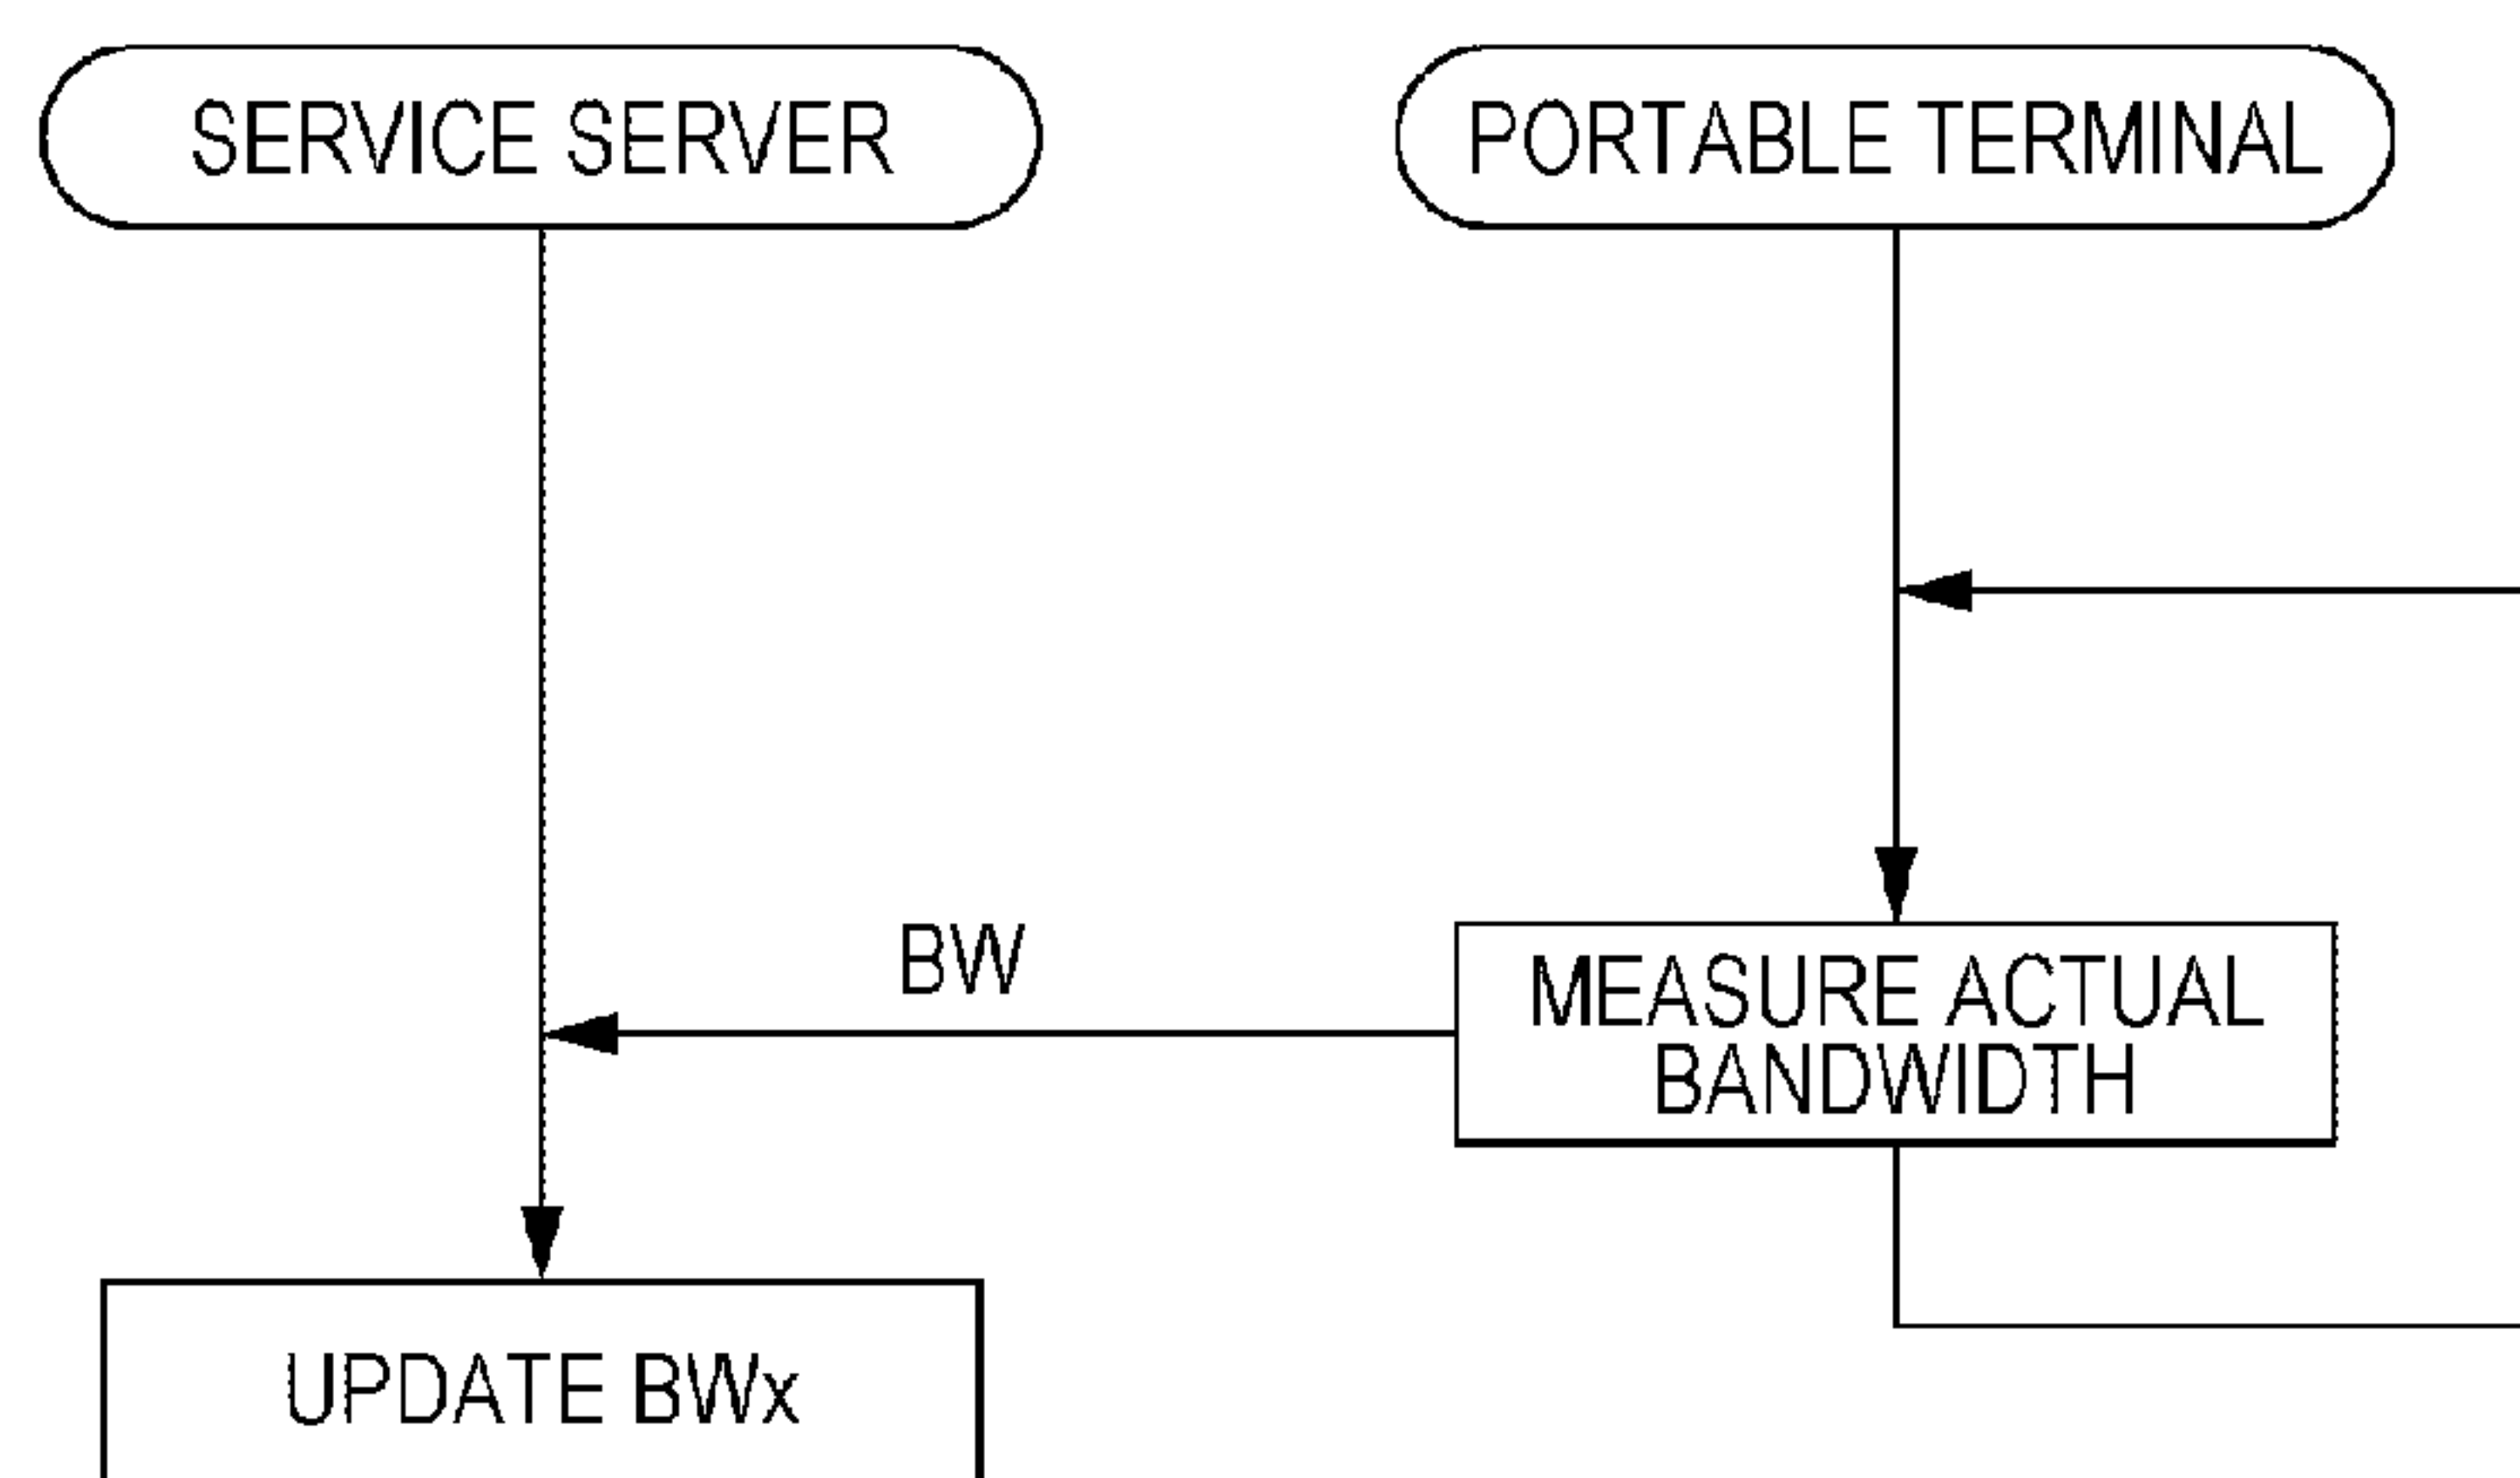 SERVICE SERVER
PORTABLE TERMINAL
BW
MEASURE ACTUAL
BANDWIDTH
UPDATE BWx